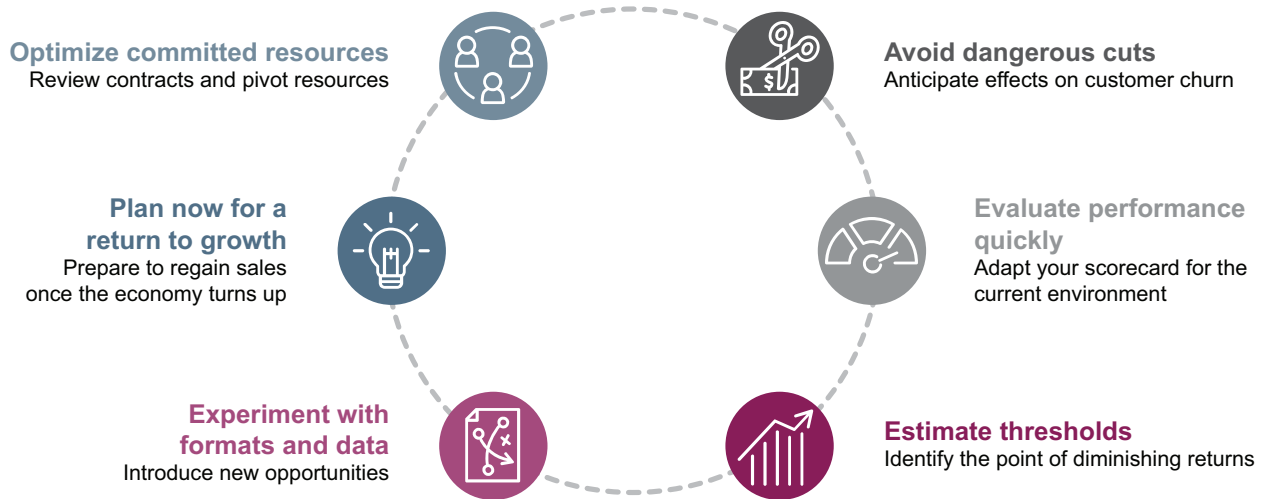 Optimize committed resources
Review contracts and pivot resources
Avoid dangerous cuts
Anticipate effects on customer churn
$
Plan now for a
return to growth
Prepare to regain sales
once the economy turns up
Evaluate performance
quickly
Adapt your scorecard for the
current environment
Experiment with
formats and data
Introduce new opportunities
Estimate thresholds
Identify the point of diminishing returns